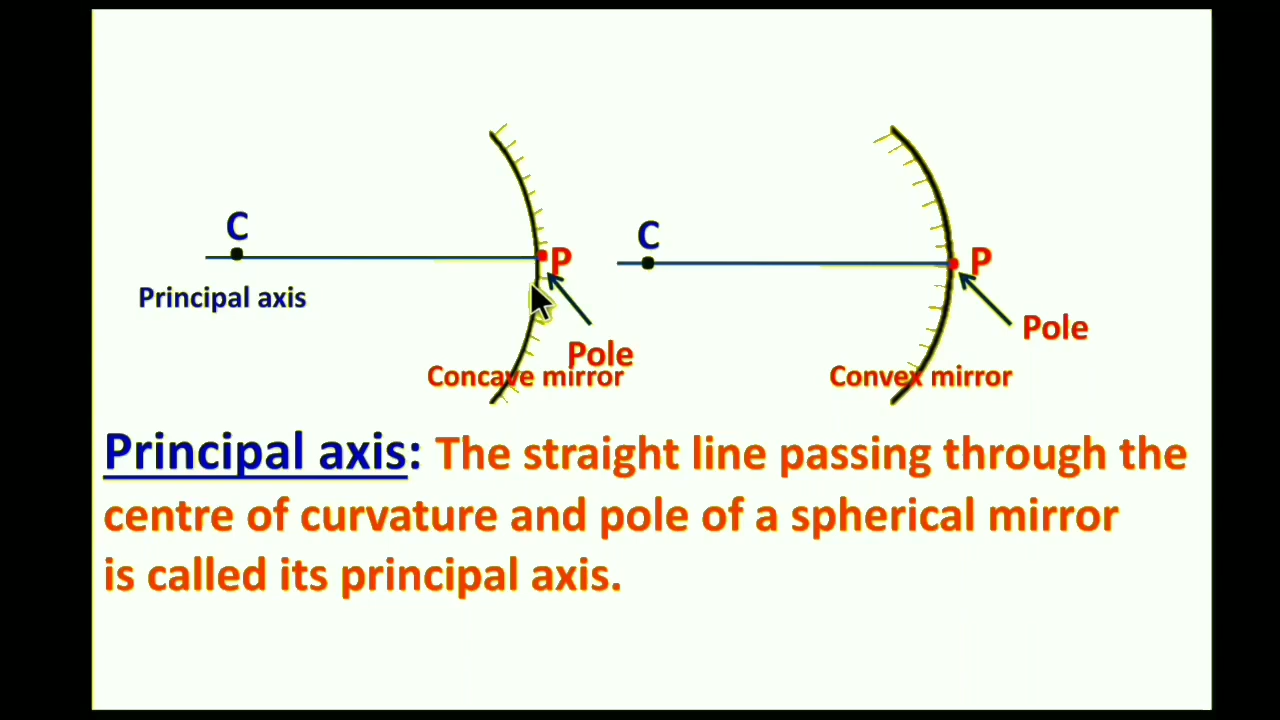 C
P
Principal axis
Pole
Concave mirror
C
P
Pole
Convex mirror
Principal axis: The straight line passing through the
centre of curvature and pole of a spherical mirror
is called its principal axis.